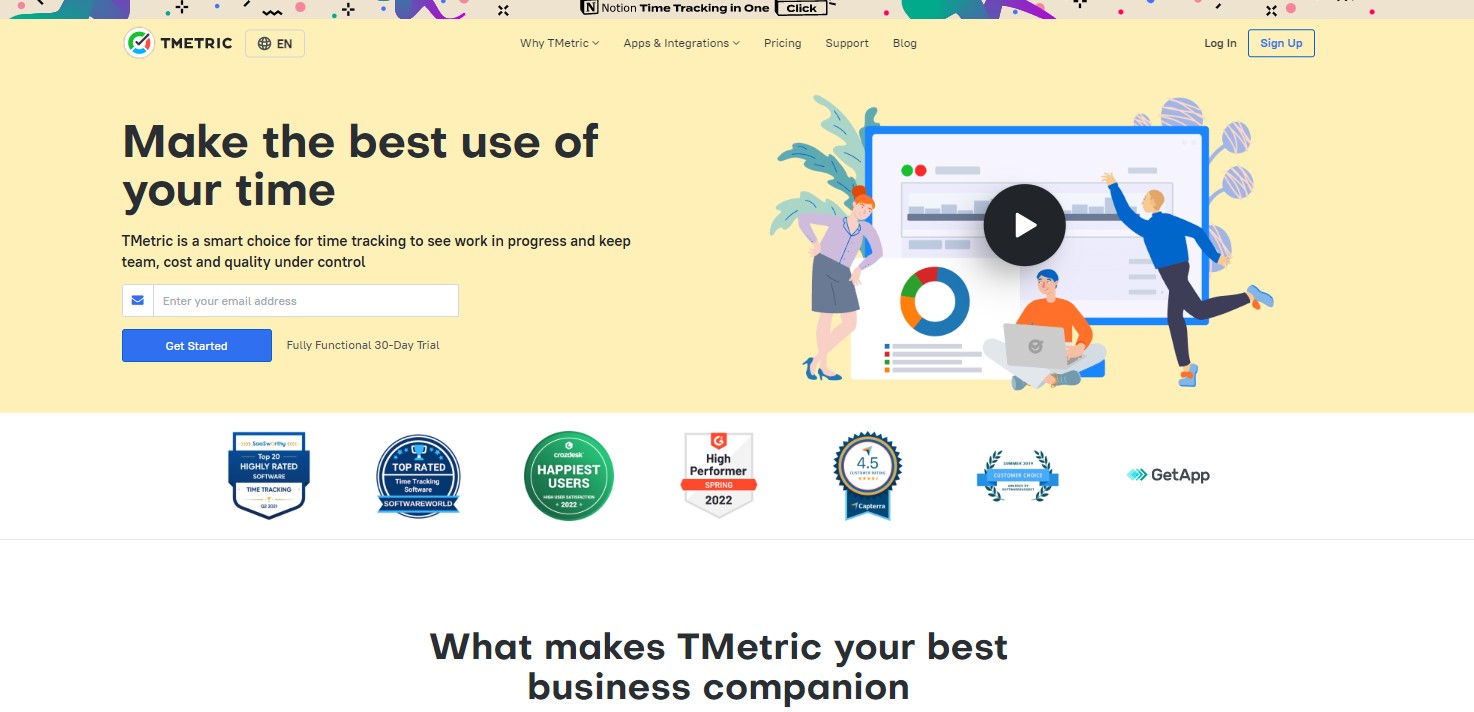 N Notion Time Tracking in One Click
TMETRIC
EN
Why TMetric
Apps & Integrations
Pricing
Support
Blog
Log In
Sign Up
Make the best use of
your time
TMetric is a smart choice for time tracking to see work in progress and keep
team, cost and quality under control
Enter your email address
Get Started
Fully Functional 30-Day Trial
SaaSworthy
Top 20
HIGHLY RATED
SOFTWARE
TIME TRACKING
Q2 2021
TOP RATED
Time Tracking
Software
SOFTWAREWORLD
crozdesk
HAPPIEST
USERS
HIGH USER SATISFACTION
2022
G
High
Performer
SPRING
2022
4.5
CUSTOMER RATING
Capterra
SUMMER 2019
CUSTOMER CHOICE
GetApp
What makes TMetric your best
business companion